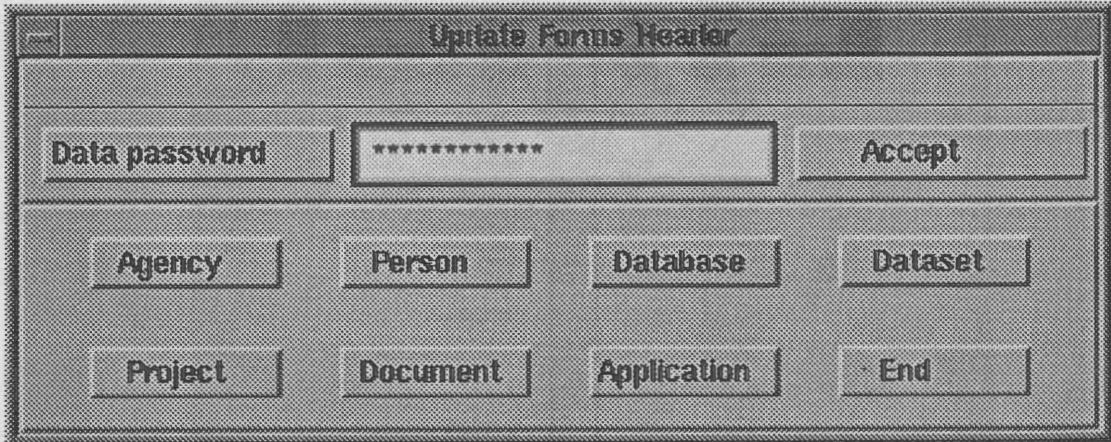 Update Forms Header
Data password ************ Accept
Agency Person Database Dataset
Project Document Application End